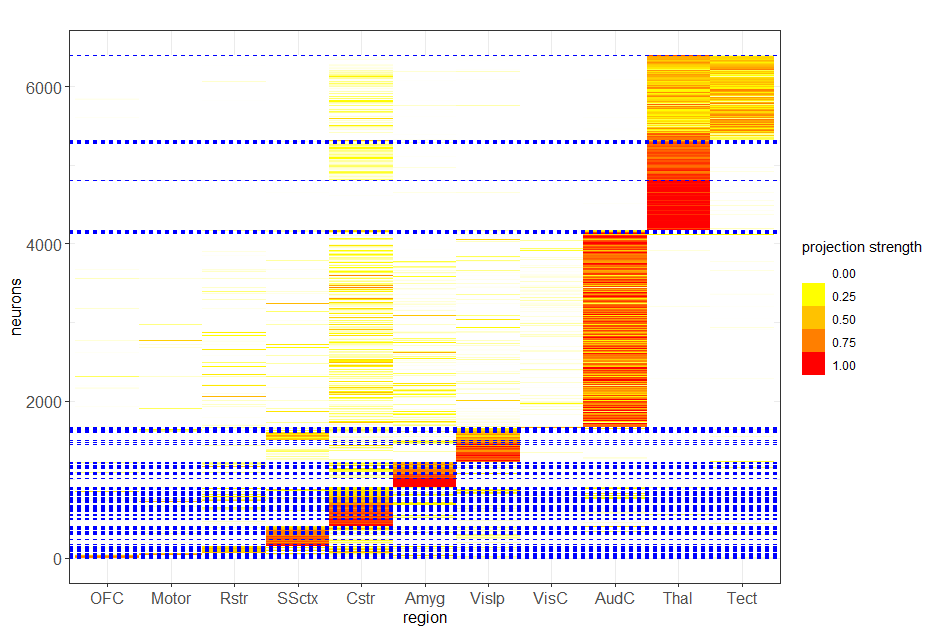 6000
4000
2000
0
neurons
OFC Motor Rstr SSctx Cstr Amyg VisIp VisC AudC Thal Tect
region
projection strength
0.00
0.25
0.50
0.75
1.00